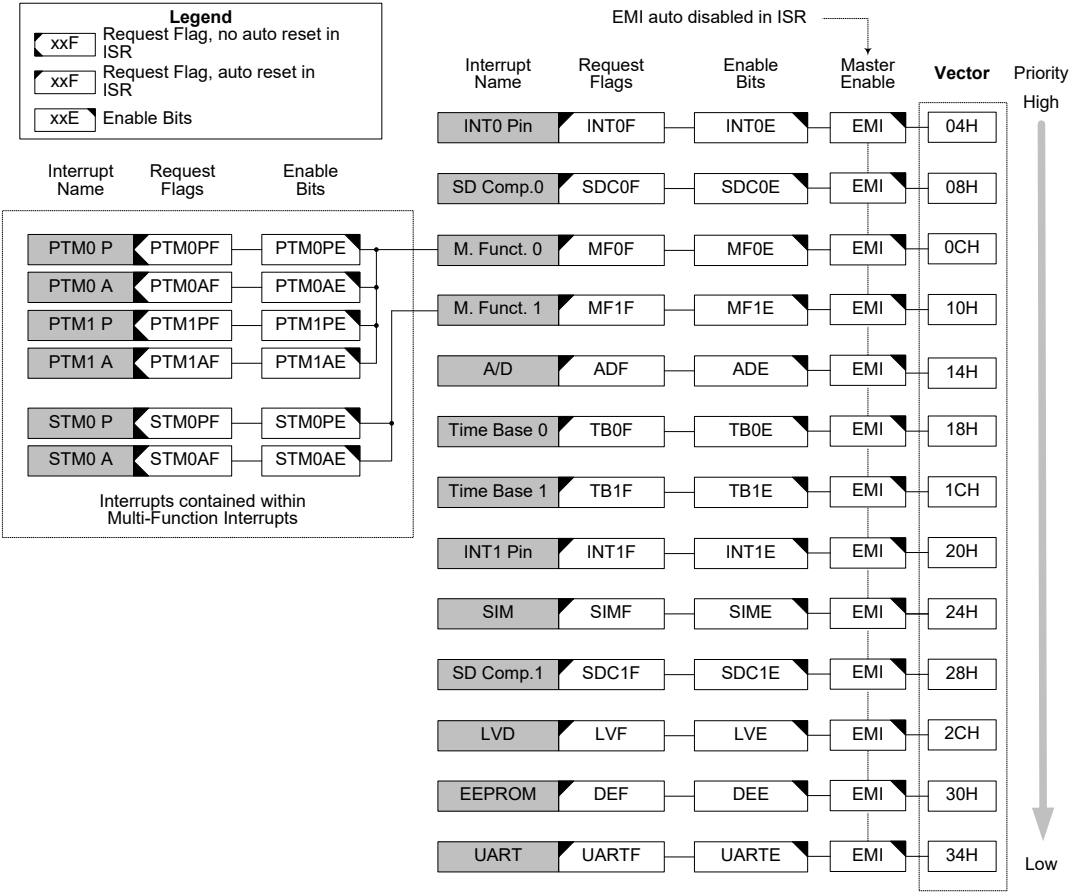 Legend
xxF Request Flag, no auto reset in
ISR
xxF Request Flag, auto reset in
ISR
xxE Enable Bits
EMI auto disabled in ISR
Interrupt Name Request Flags Enable Bits Master Enable Vector Priority
High
INT0 Pin INT0F INT0E EMI 04H
SD Comp.0 SDC0F SDC0E EMI 08H
M. Funct. 0 MF0F MF0E EMI 0CH
M. Funct. 1 MF1F MF1E EMI 10H
A/D ADF ADE EMI 14H
Time Base 0 TB0F TB0E EMI 18H
Time Base 1 TB1F TB1E EMI 1CH
INT1 Pin INT1F INT1E EMI 20H
SIM SIMF SIME EMI 24H
SD Comp.1 SDC1F SDC1E EMI 28H
LVD LVF LVE EMI 2CH
EEPROM DEF DEE EMI 30H
UART UARTF UARTE EMI 34H
Low
Interrupt Name Request Flags Enable Bits
PTM0 P PTM0PF PTM0PE
PTM0 A PTM0AF PTM0AE
PTM1 P PTM1PF PTM1PE
PTM1 A PTM1AF PTM1AE
STM0 P STM0PF STM0PE
STM0 A STM0AF STM0AE
Interrupts contained within
Multi-Function Interrupts